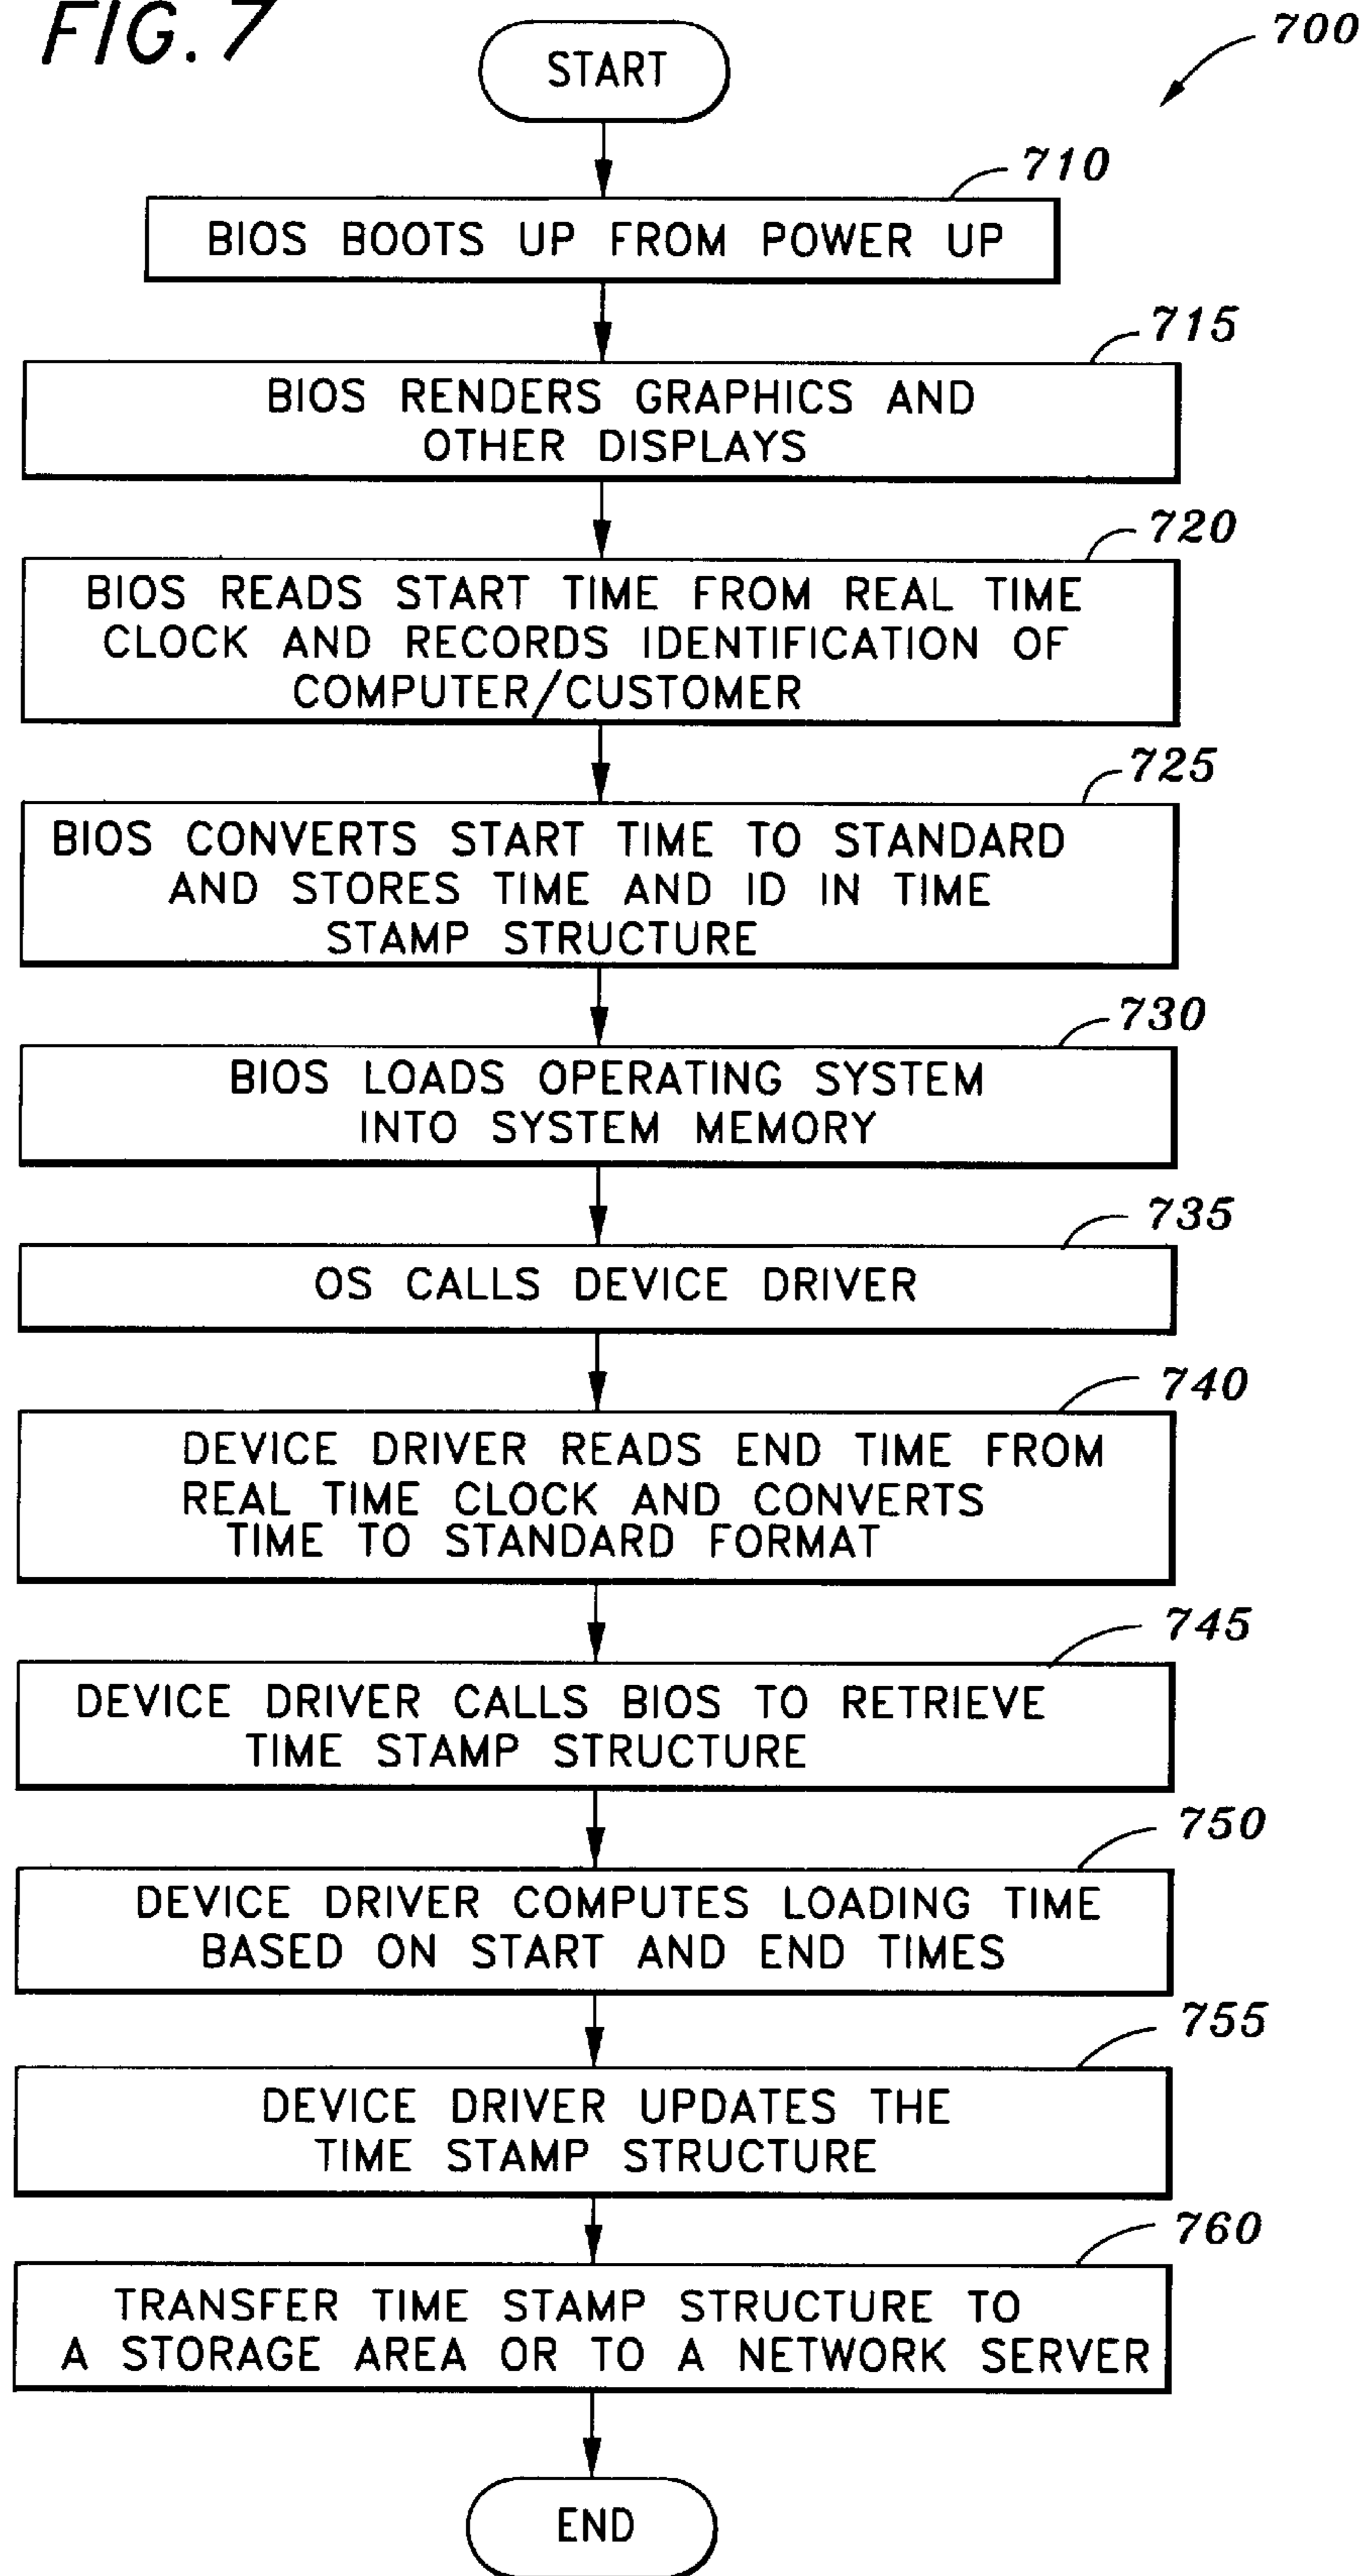 FIG. 7
700
START
710
BIOS BOOTS UP FROM POWER UP
715
BIOS RENDERS GRAPHICS AND
OTHER DISPLAYS
720
BIOS READS START TIME FROM REAL TIME
CLOCK AND RECORDS IDENTIFICATION OF
COMPUTER/CUSTOMER
725
BIOS CONVERTS START TIME TO STANDARD
AND STORES TIME AND ID IN TIME
STAMP STRUCTURE
730
BIOS LOADS OPERATING SYSTEM
INTO SYSTEM MEMORY
735
OS CALLS DEVICE DRIVER
740
DEVICE DRIVER READS END TIME FROM
REAL TIME CLOCK AND CONVERTS
TIME TO STANDARD FORMAT
745
DEVICE DRIVER CALLS BIOS TO RETRIEVE
TIME STAMP STRUCTURE
750
DEVICE DRIVER COMPUTES LOADING TIME
BASED ON START AND END TIMES
755
DEVICE DRIVER UPDATES THE
TIME STAMP STRUCTURE
760
TRANSFER TIME STAMP STRUCTURE TO
A STORAGE AREA OR TO A NETWORK SERVER
END